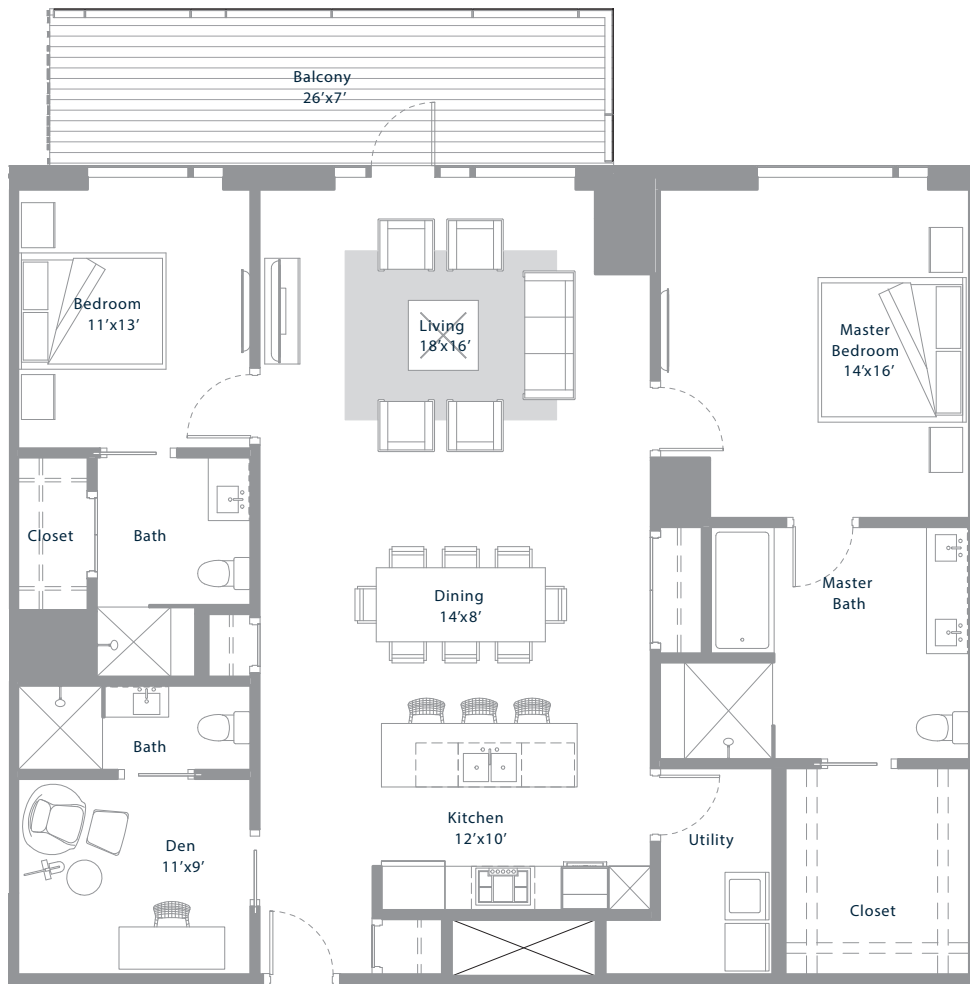 Balcony
26’x7’
Bedroom
11’x13’
Living
18’x16’
Master
Bedroom
14’x16’
Closet
Bath
Dining
14’x8’
Master
Bath
Bath
Kitchen
12’x10’
Utility
Den
11’x9’
Closet